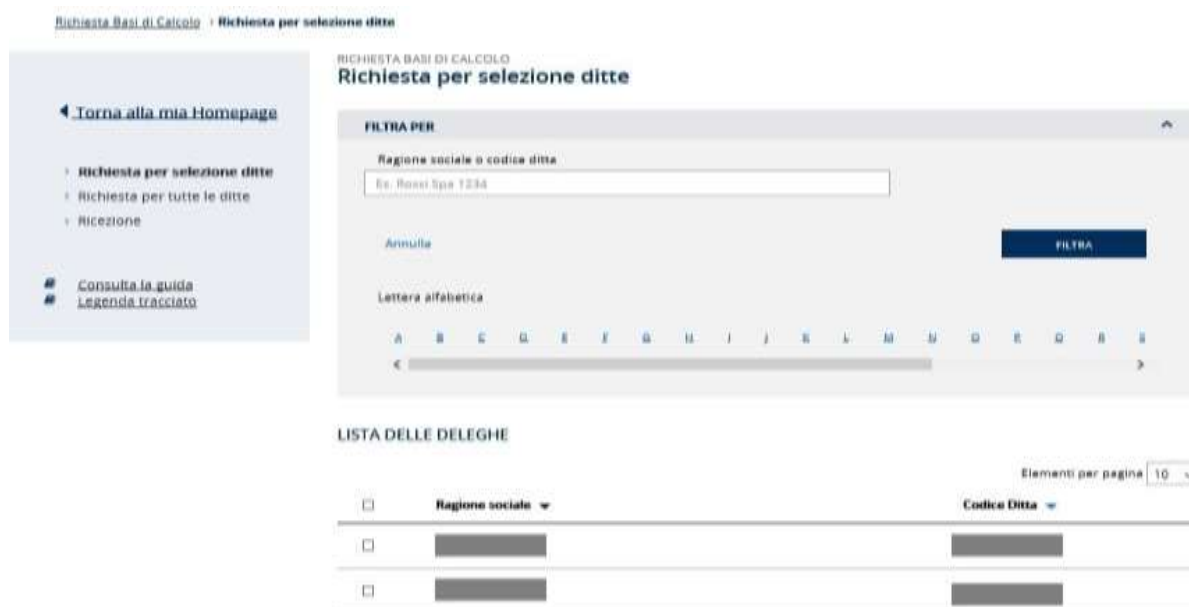 Richiesta Basi di Calcolo › Richiesta per selezione ditte
Torna alla mia Homepage
› Richiesta per selezione ditte
› Richiesta per tutte le ditte
› Ricezione
Consulta la guida
Legenda tracciato
RICHIESTA BASI DI CALCOLO
Richiesta per selezione ditte
FILTRA PER
Ragione sociale o codice ditta
Es. Rossi Spa 1234
Annulla
FILTRA
Lettera alfabetica
A B C D E F G H I J K L M N O P Q R S
LISTA DELLE DELEGHE
Elementi per pagina 10
Ragione sociale
Codice Ditta